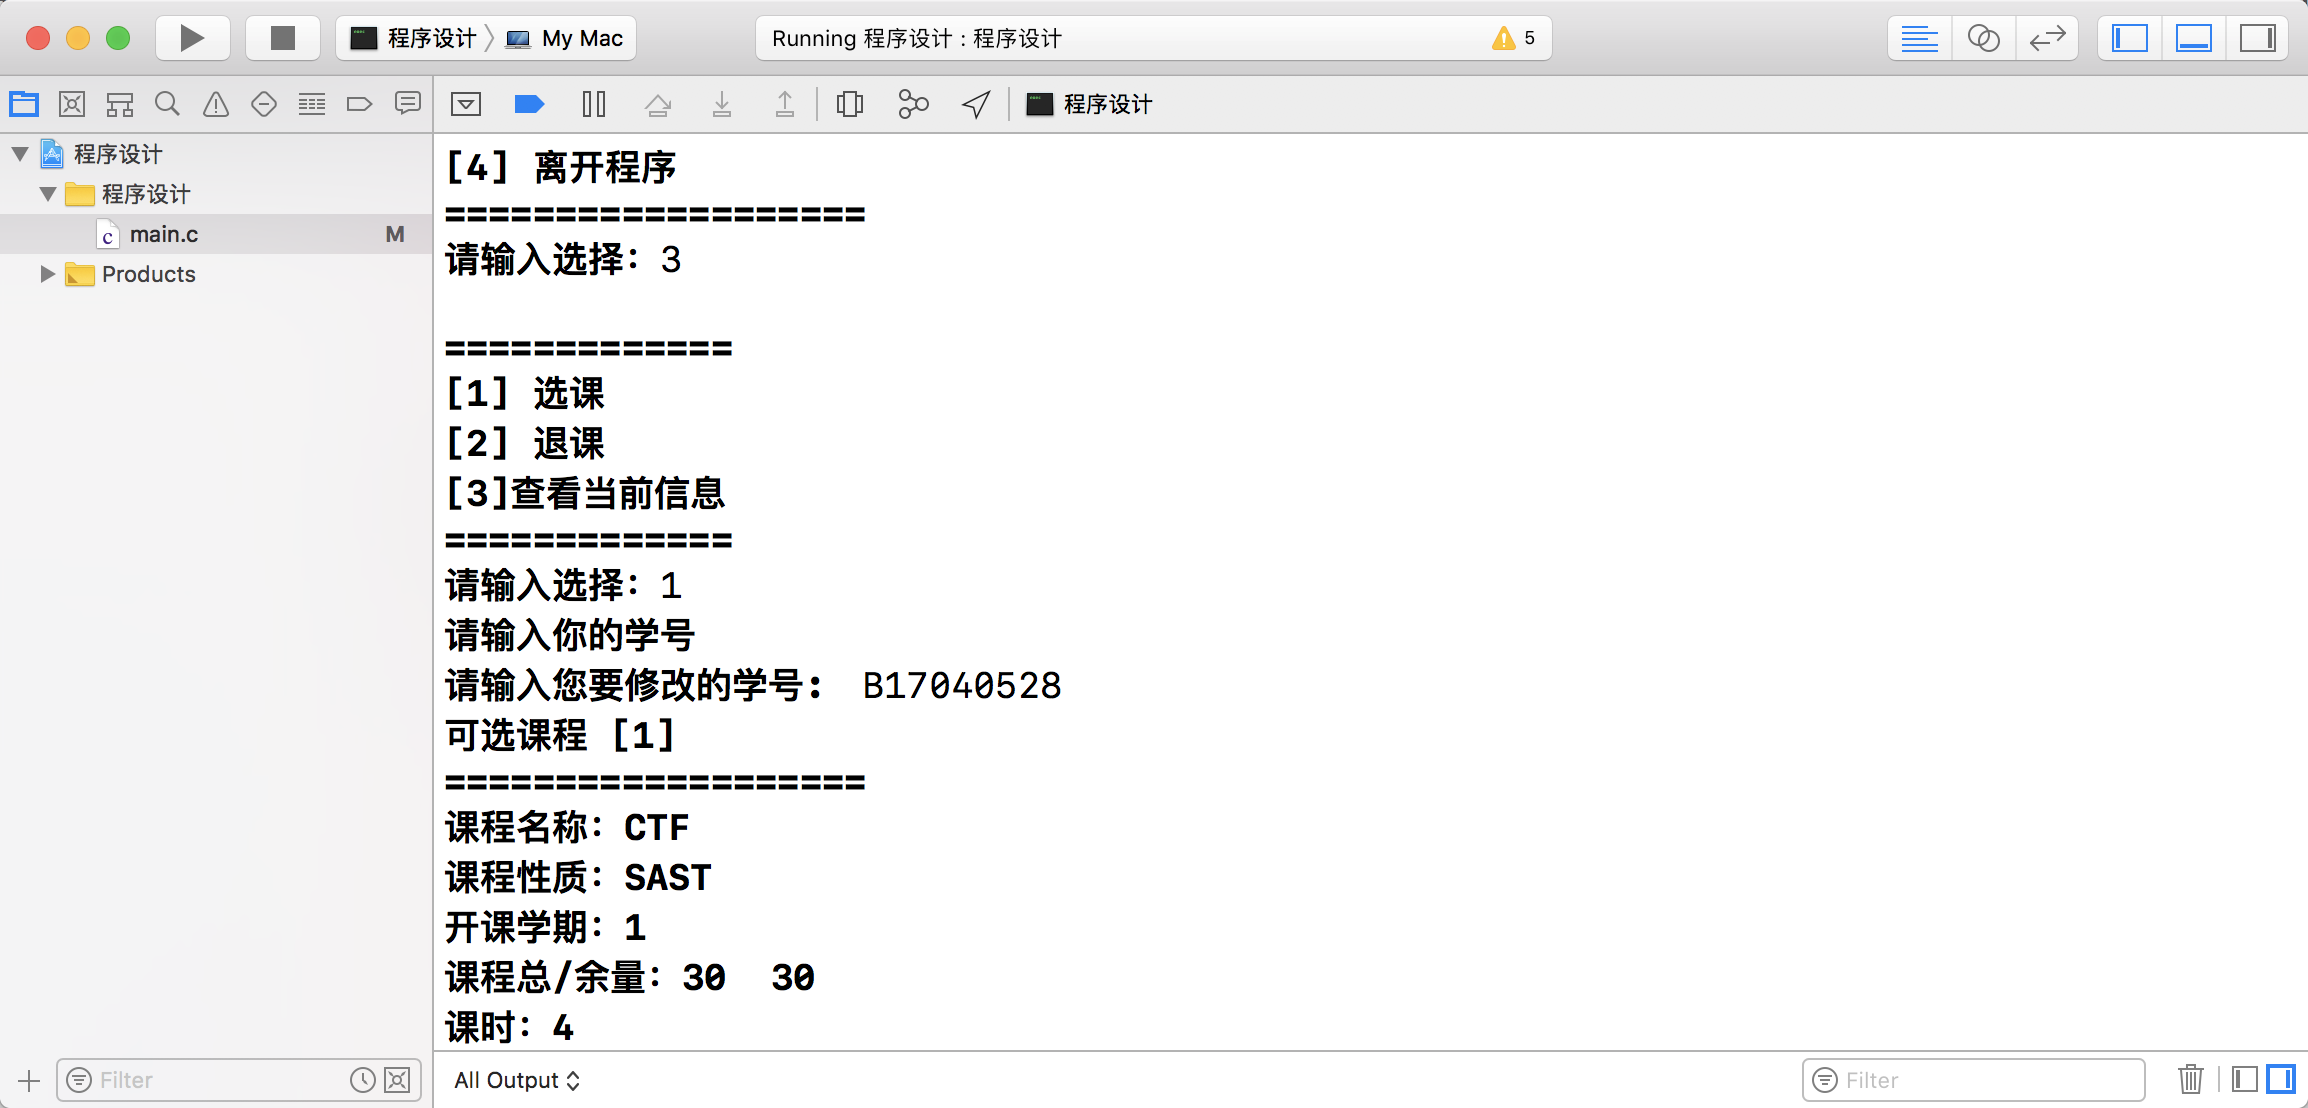 程序设计 My Mac
Running 程序设计 : 程序设计
5
程序设计
程序设计
程序设计
main.c M
Products
[4] 离开程序
===================
请输入选择：3
=============
[1] 选课
[2] 退课
[3]查看当前信息
=============
请输入选择：1
请输入你的学号
请输入您要修改的学号: B17040528
可选课程 [1]
===================
课程名称：CTF
课程性质：SAST
开课学期：1
课程总/余量：30 30
课时：4
Filter
All Output
Filter